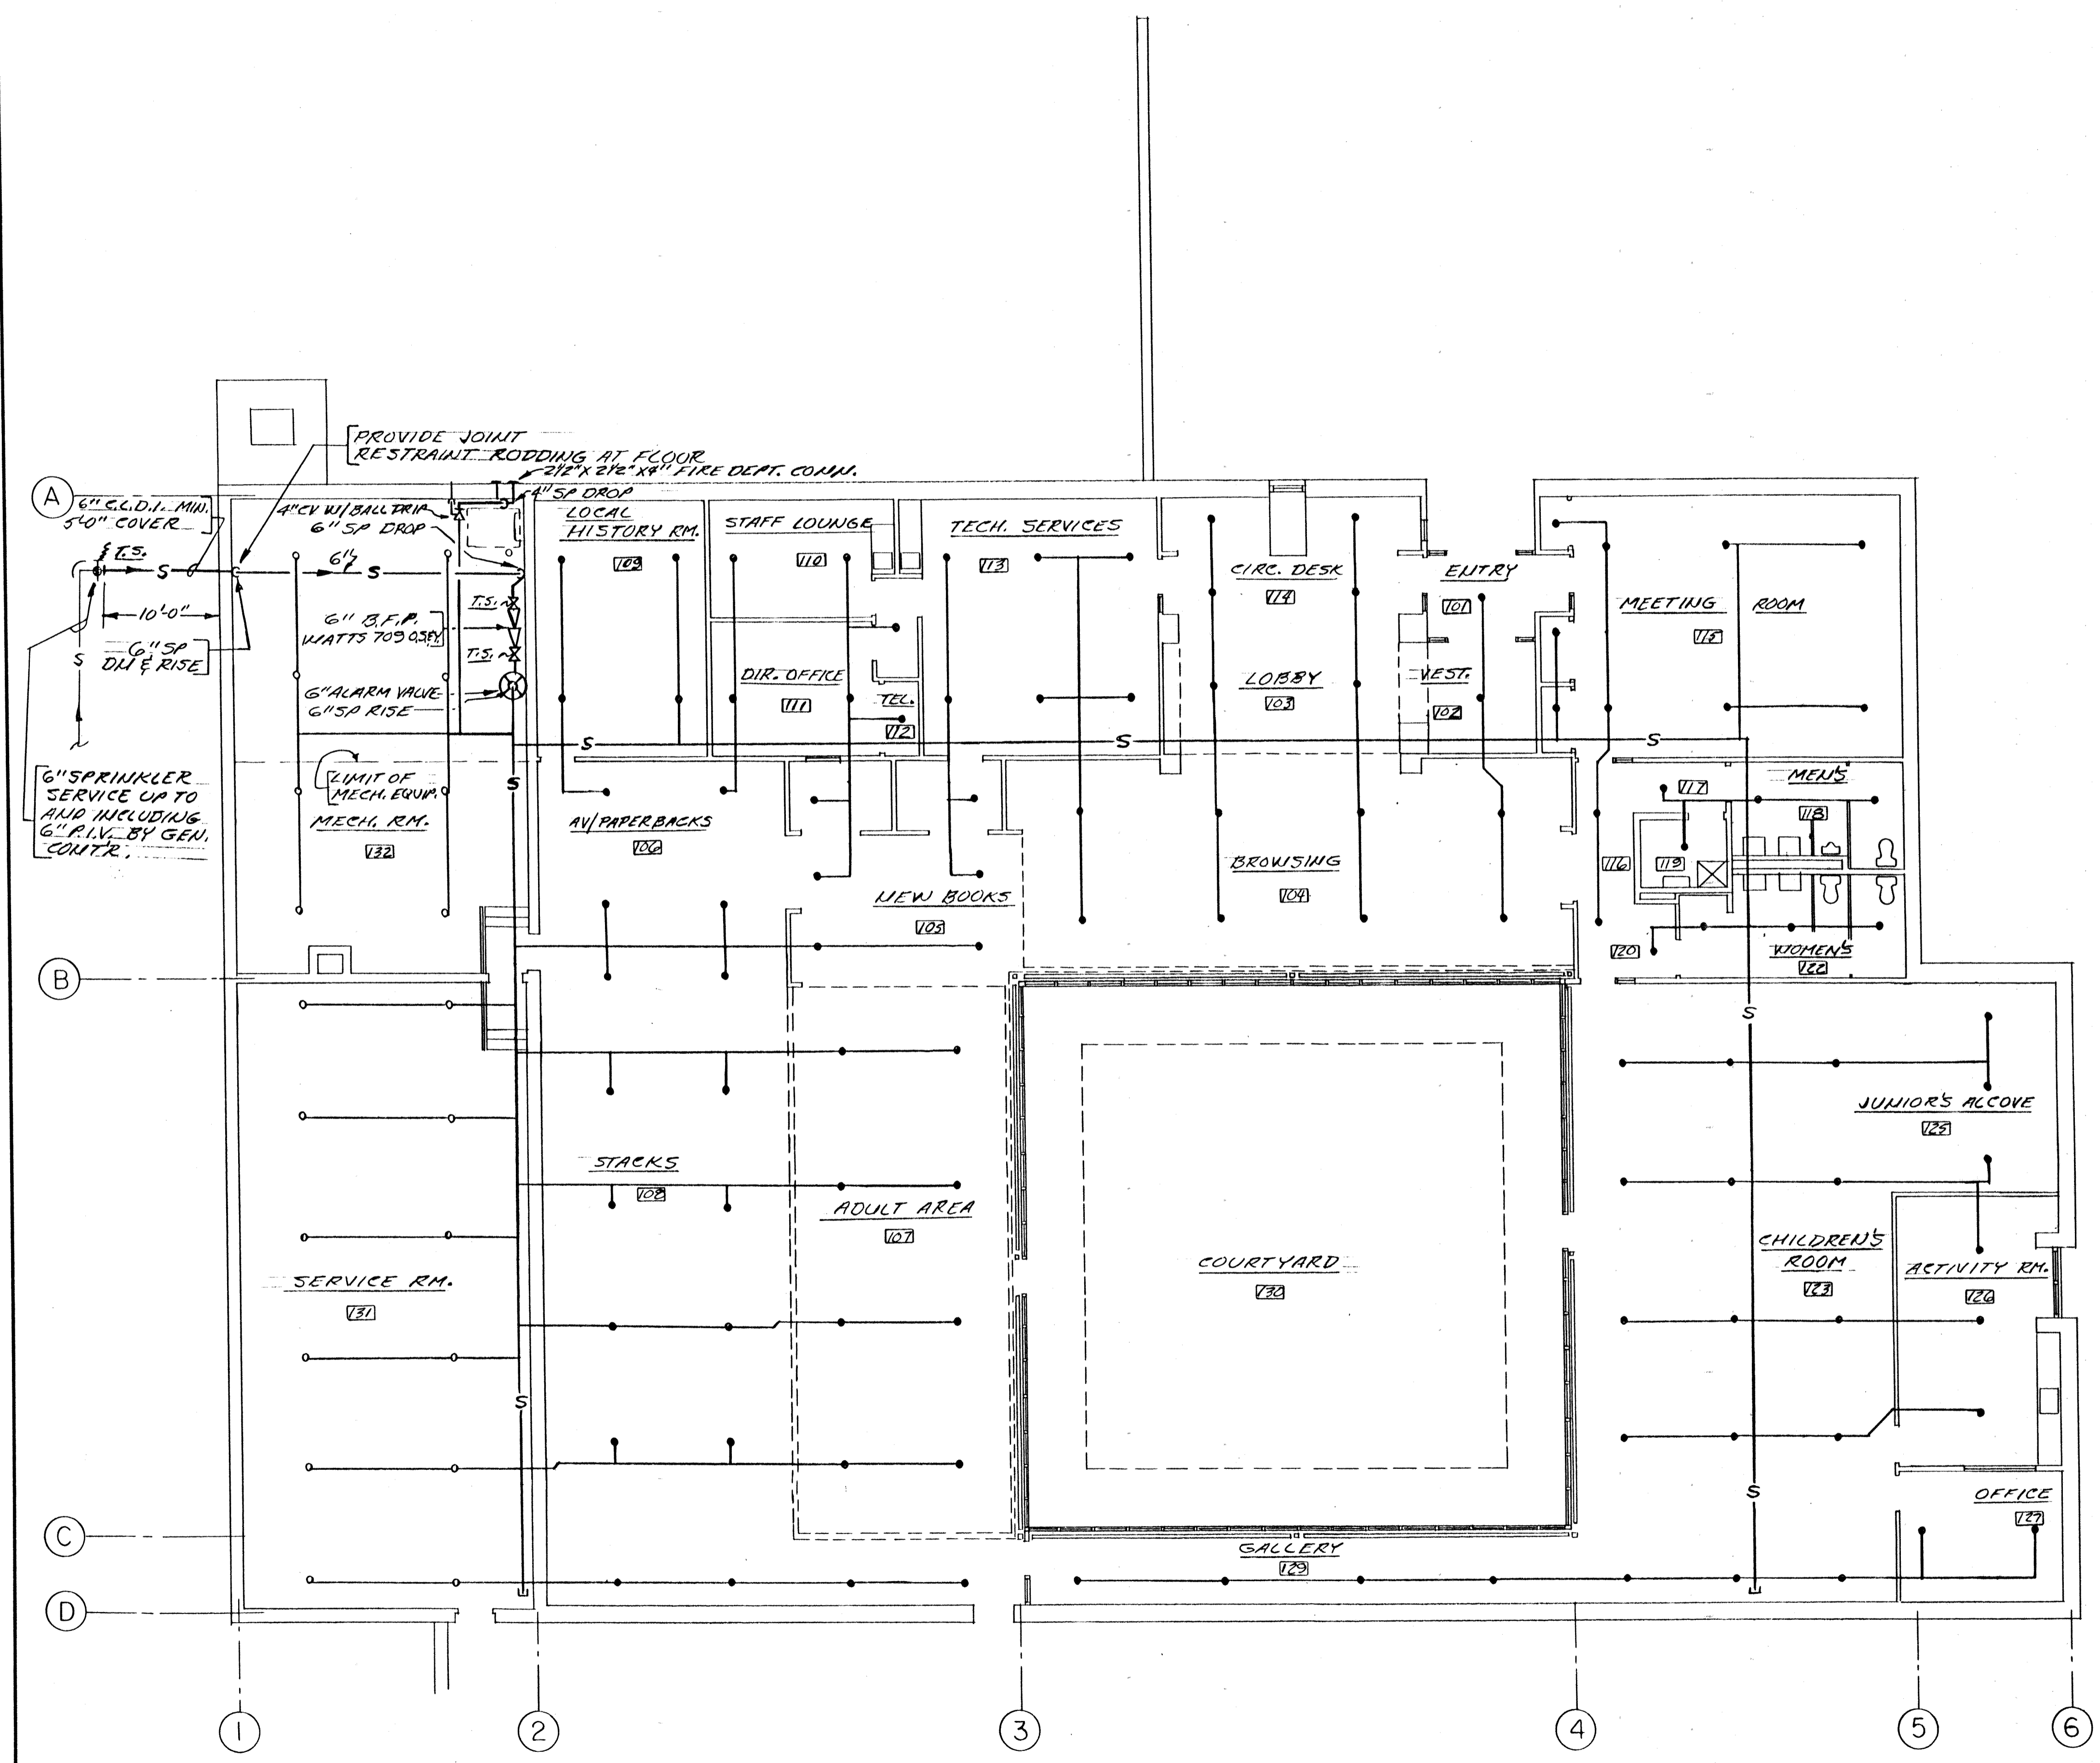 PROVIDE JOINT
RESTRAINT RODDING AT FLOOR
2½"X2½"X4" FIRE DEPT. CONN.
A
6" C.L.D.I. MIN.
5'0" COVER
4" CV W/BALL DRIP
6" SP DROP
4" SP DROP
T.S.
S
6"
S
10'-0"
6" SP
DN & RISE
S
6" SPRINKLER
SERVICE UP TO
AND INCLUDING
6" P.I.V. BY GEN.
CONTR.
T.S.
6" B.F.P.
WATTS 709 O.S.&Y.
T.S.
6" ALARM VALVE
6" SP RISE
LIMIT OF
MECH. EQUIP.
MECH. RM.
132
LOCAL
HISTORY RM.
109
STAFF LOUNGE
110
DIR. OFFICE
111
TEL.
112
TECH. SERVICES
113
CIRC. DESK
114
ENTRY
101
LOBBY
103
VEST.
102
MEETING ROOM
115
S
S
S
S
AV/PAPERBACKS
106
NEW BOOKS
105
BROWSING
104
116
117
MEN'S
118
119
120
WOMEN'S
122
B
S
JUNIOR'S ALCOVE
125
STACKS
108
ADULT AREA
107
COURTYARD
130
CHILDREN'S
ROOM
123
ACTIVITY RM.
126
SERVICE RM.
131
S
S
OFFICE
127
C
GALLERY
129
D
1
2
3
4
5
6